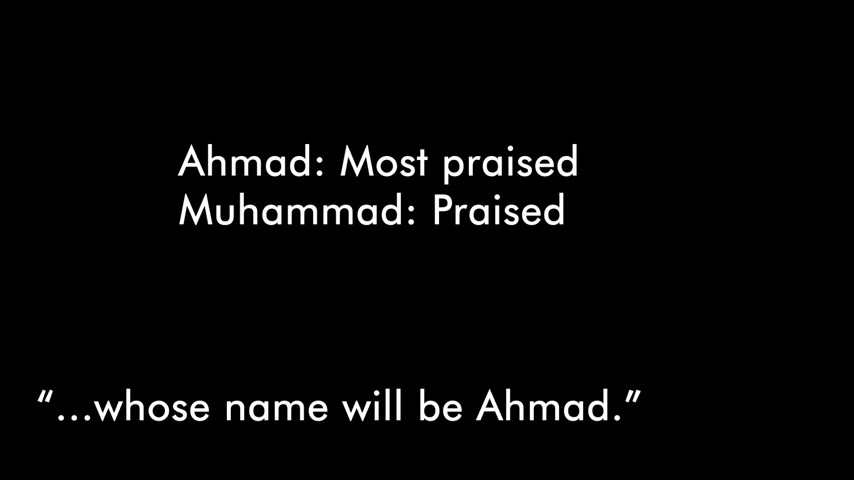 Ahmad: Most praised
Muhammad: Praised
“...whose name will be Ahmad.”